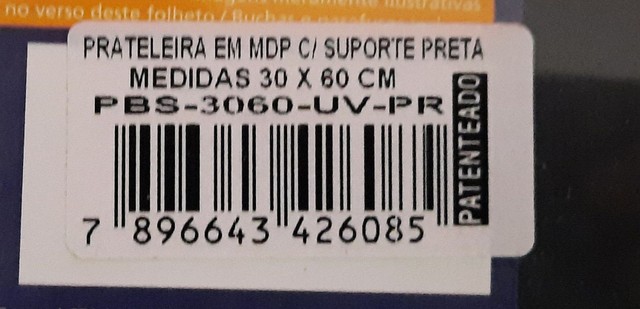 no verso deste folheto / Buchas e
PRATELEIRA EM MDP C/ SUPORTE PRETA
MEDIDAS 30 X 60 CM
PBS-3060-UV-PR
PATENTEADO
7 896643 426085